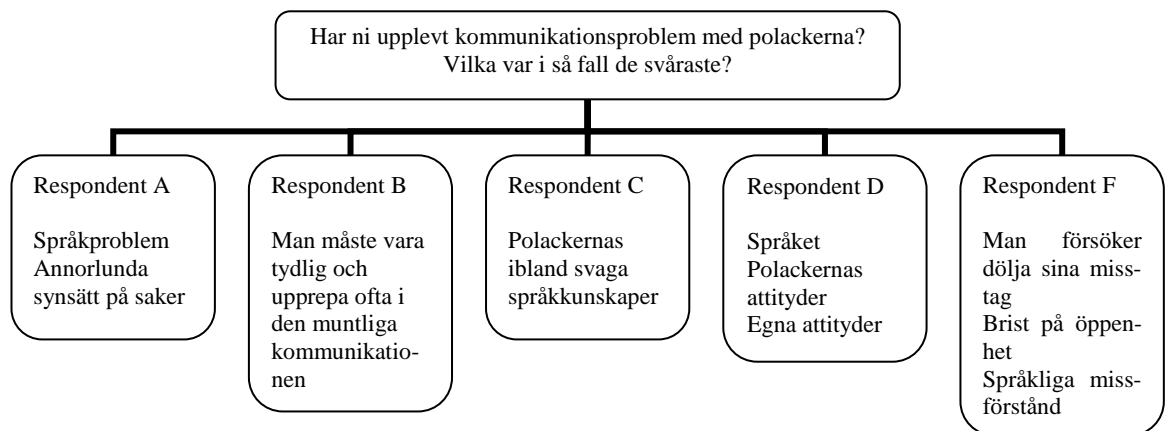 Har ni upplevt kommunikationsproblem med polackerna?
Vilka var i så fall de svåraste?
Respondent A
Språkproblem
Annorlunda
synsätt på saker
Respondent B
Man måste vara
tydlig och
upprepa ofta i
den muntliga
kommunikatio-
nen
Respondent C
Polackernas
ibland svaga
språkkunskaper
Respondent D
Språket
Polackernas
attityder
Egna attityder
Respondent F
Man försöker
dölja sina miss-
tag
Brist på öppen-
het
Språkliga miss-
förstånd